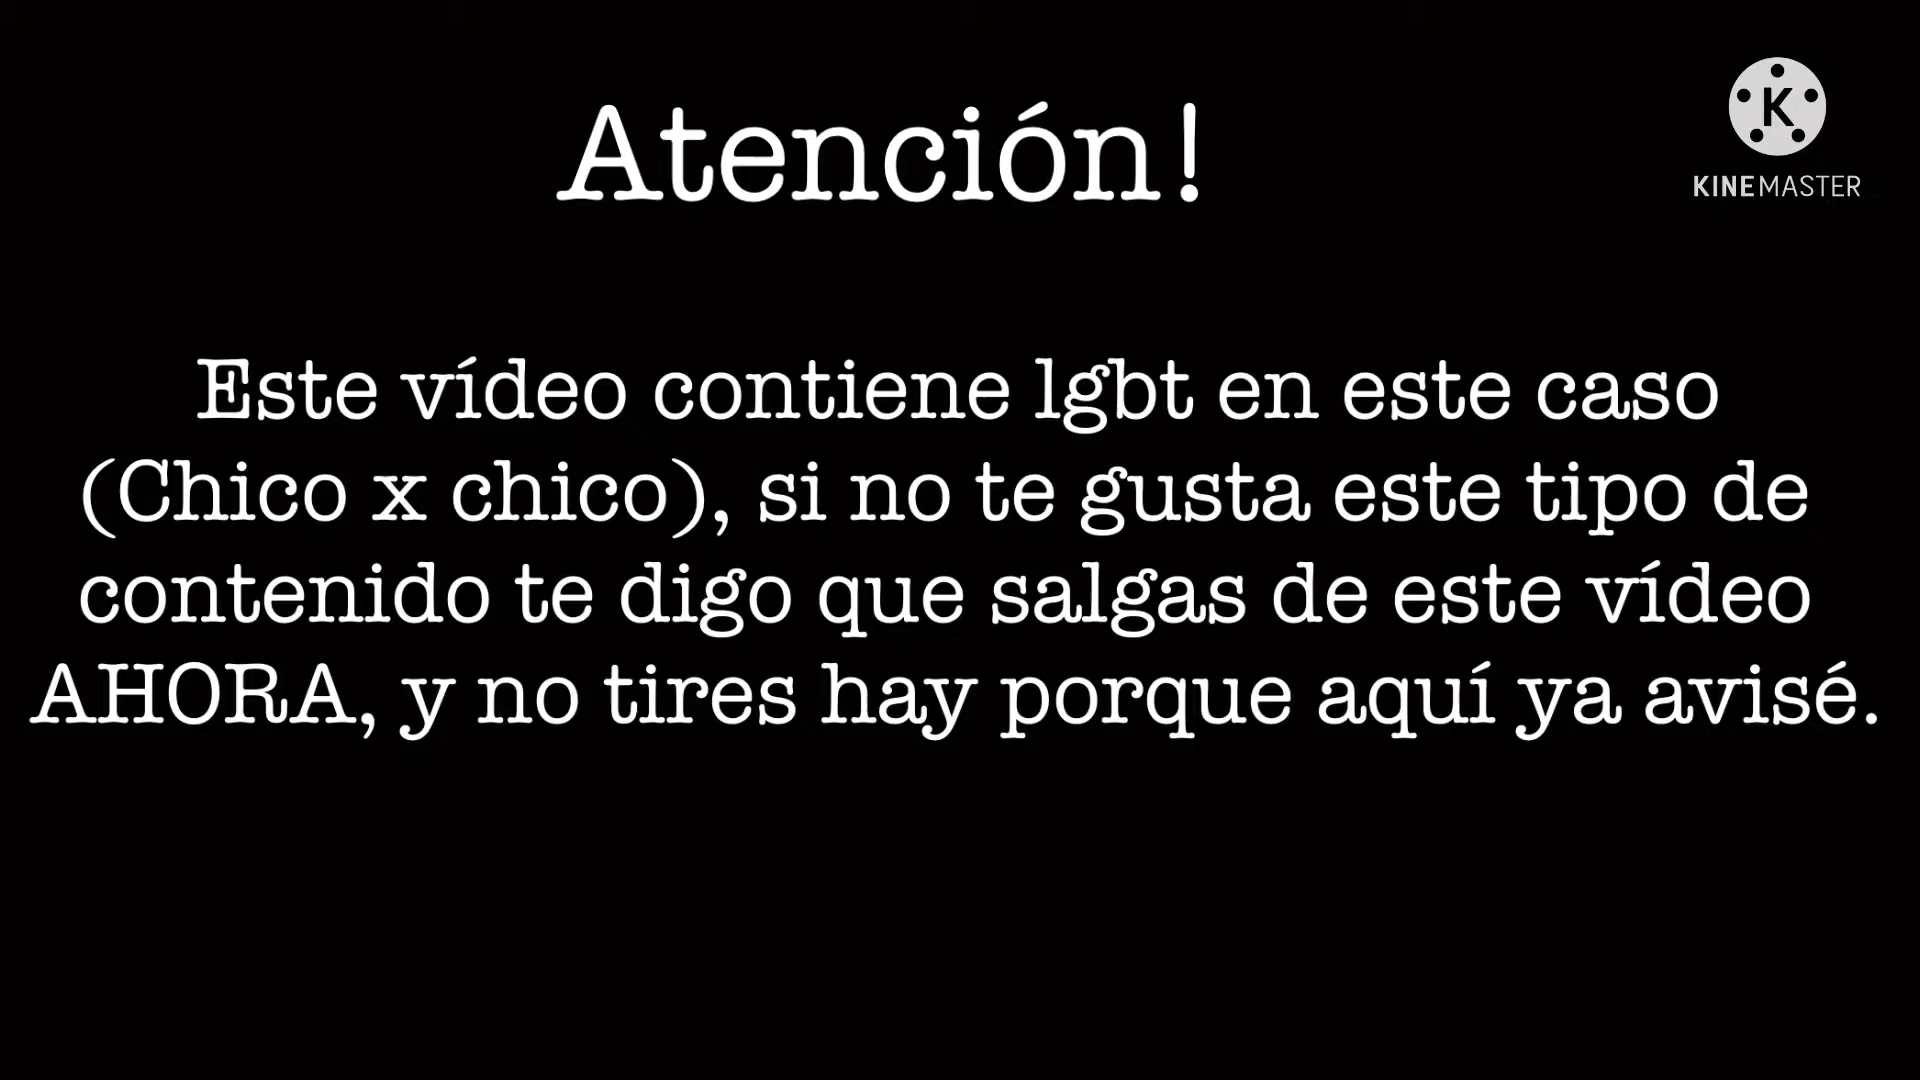 Atención!
K
KINEMASTER
Este vídeo contiene lgbt en este caso
(Chico x chico), si no te gusta este tipo de
contenido te digo que salgas de este vídeo
AHORA, y no tires hay porque aquí ya avisé.